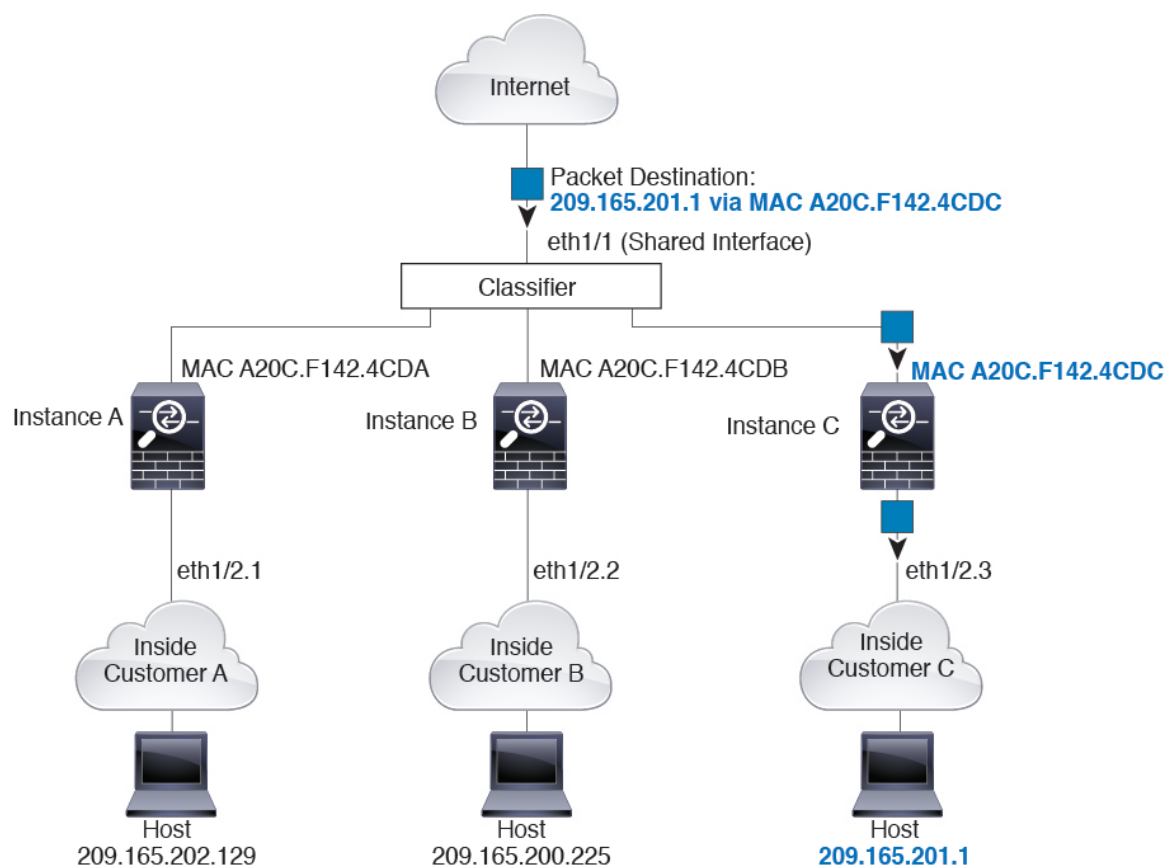 Internet
Packet Destination:
209.165.201.1 via MAC A20C.F142.4CDC
eth1/1 (Shared Interface)
Classifier
MAC A20C.F142.4CDA
MAC A20C.F142.4CDB
MAC A20C.F142.4CDC
Instance A
Instance B
Instance C
eth1/2.1
eth1/2.2
eth1/2.3
Inside
Customer A
Inside
Customer B
Inside
Customer C
Host
209.165.202.129
Host
209.165.200.225
Host
209.165.201.1